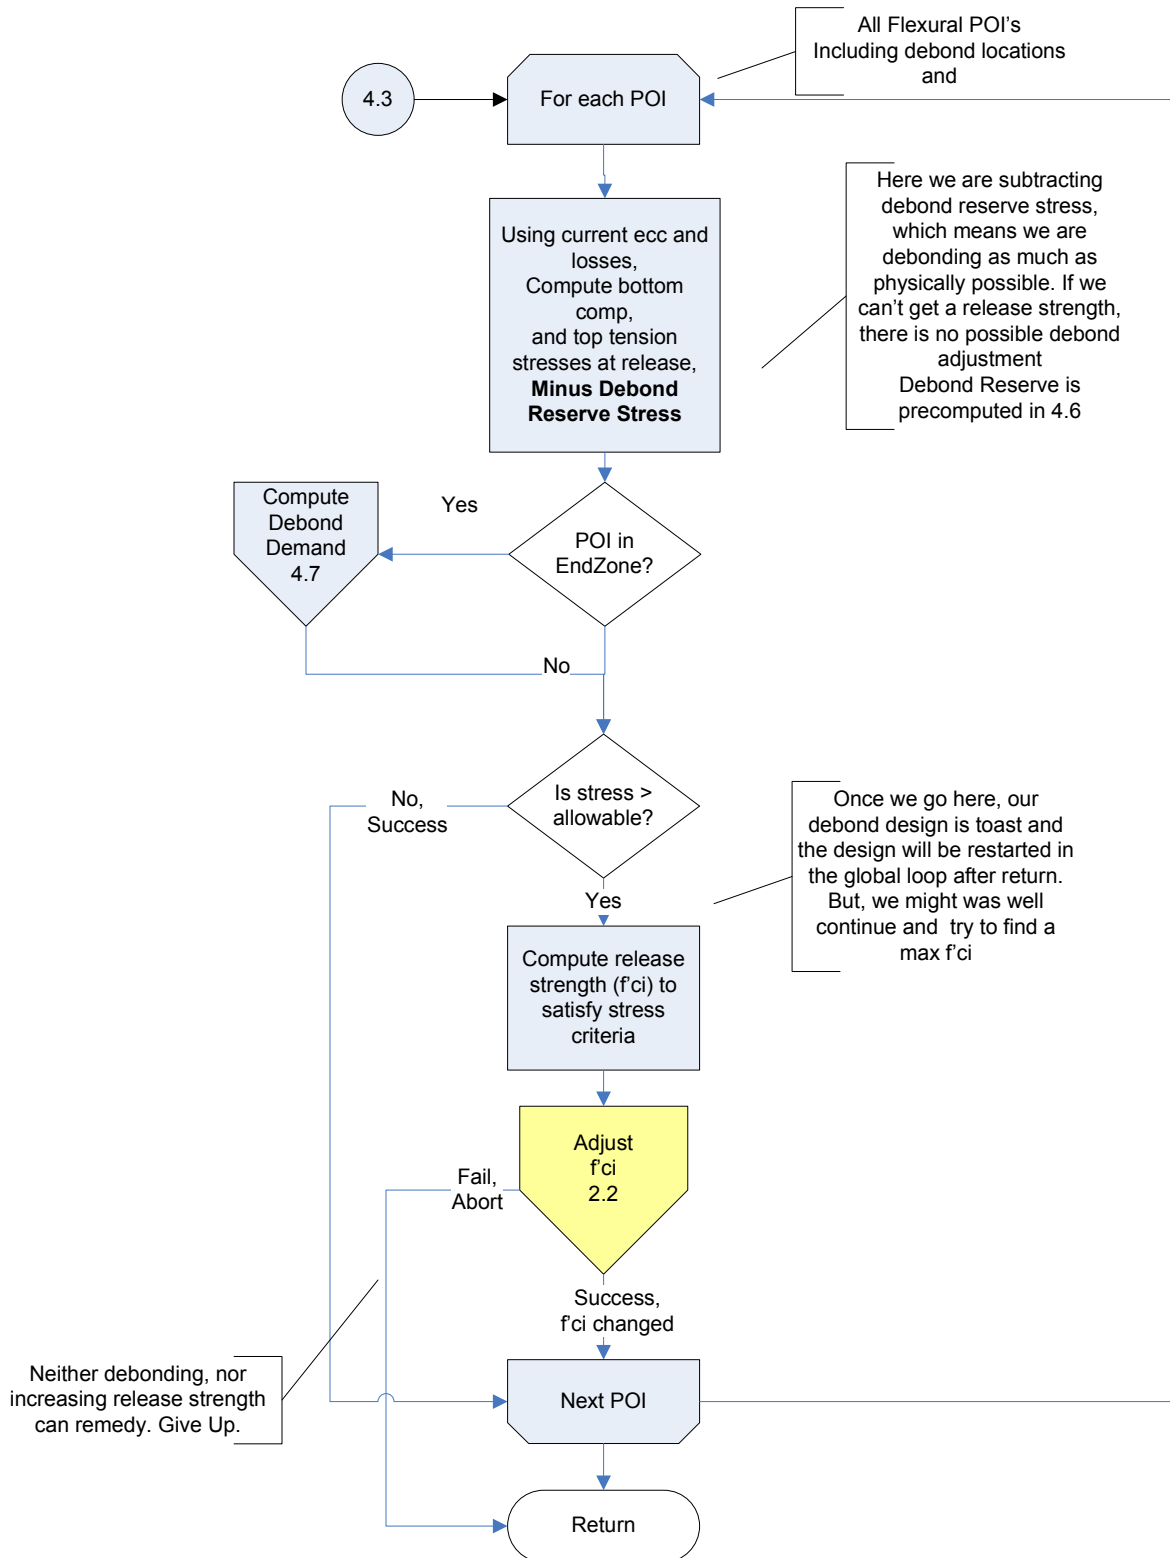 All Flexural POI's
Including debond locations
and
4.3
For each POI
Here we are subtracting
debond reserve stress,
which means we are
debonding as much as
physically possible. If we
can't get a release strength,
there is no possible debond
adjustment
Debond Reserve is
precomputed in 4.6
Using current ecc and
losses,
Compute bottom
comp,
and top tension
stresses at release,
Minus Debond
Reserve Stress
Compute
Debond
Demand
4.7
Yes
POI in
EndZone?
No
No,
Success
Is stress >
allowable?
Once we go here, our
debond design is toast and
the design will be restarted in
the global loop after return.
But, we might was well
continue and  try to find a
max f'ci
Yes
Compute release
strength (f'ci) to
satisfy stress
criteria
Adjust
f'ci
2.2
Fail,
Abort
Success,
f'ci changed
Neither debonding, nor
increasing release strength
can remedy. Give Up.
Next POI
Return